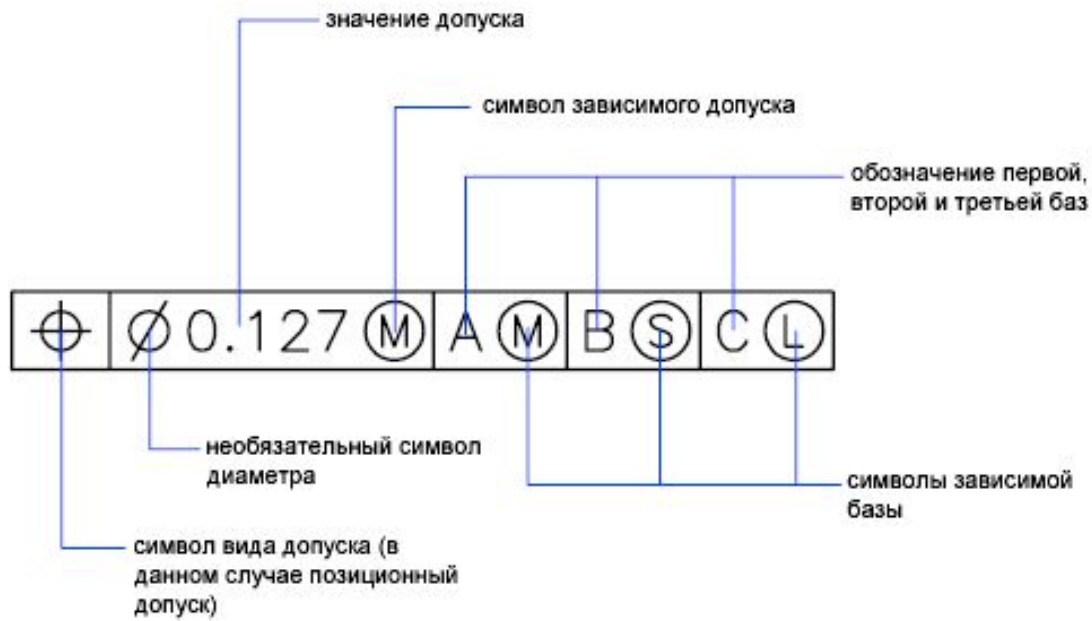 значение допуска
символ зависимого допуска
обозначение первой,
второй и третьей баз
⌖ Ø0.127 Ⓜ A Ⓜ B Ⓢ C Ⓛ
необязательный символ
диаметра
символы зависимой
базы
символ вида допуска (в
данном случае позиционный
допуск)